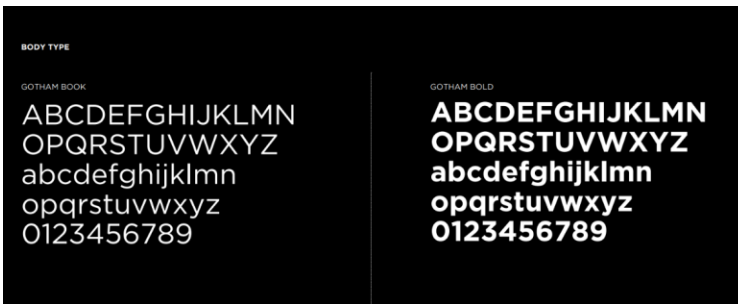 BODY TYPE
GOTHAM BOOK
ABCDEFGHIJKLMN
OPQRSTUVWXYZ
abcdefghijklmn
opqrstuvwxyz
0123456789
GOTHAM BOLD
ABCDEFGHIJKLMN
OPQRSTUVWXYZ
abcdefghijklmn
opqrstuvwxyz
0123456789